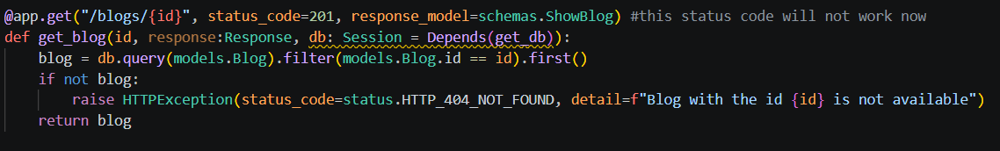 @app.get("/blogs/{id}", status_code=201, response_model=schemas.ShowBlog) #this status code will not work now
def get_blog(id, response:Response, db: Session = Depends(get_db)):
    blog = db.query(models.Blog).filter(models.Blog.id == id).first()
    if not blog:
        raise HTTPException(status_code=status.HTTP_404_NOT_FOUND, detail=f"Blog with the id {id} is not available")
    return blog